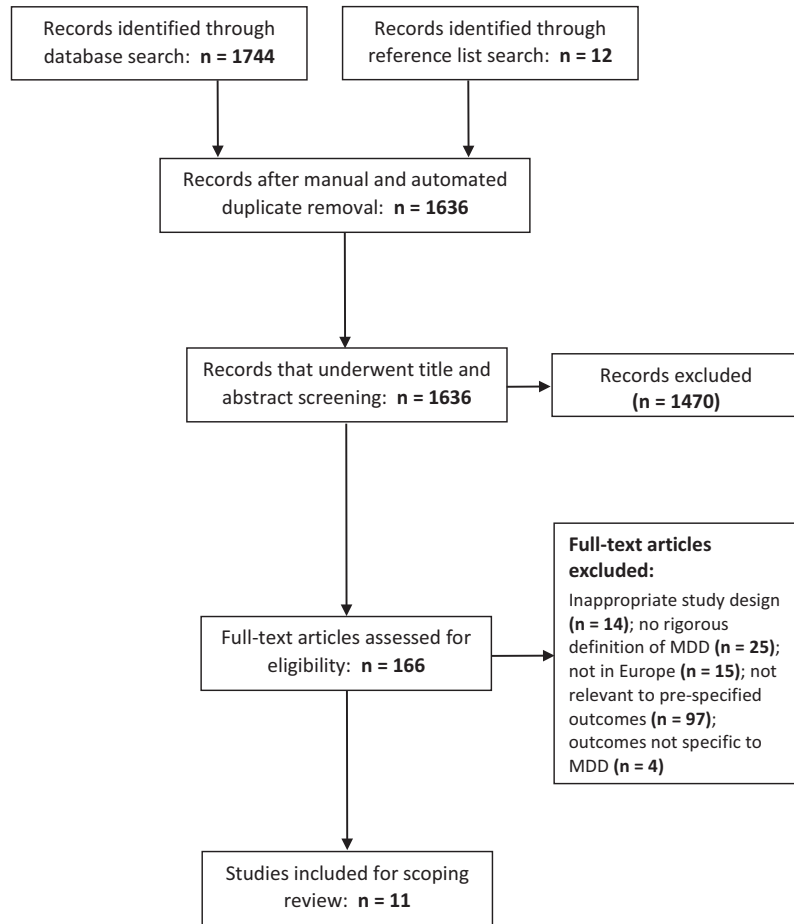 Records identified through
database search: n = 1744
Records identified through
reference list search: n = 12
Records after manual and automated
duplicate removal: n = 1636
Records that underwent title and
abstract screening: n = 1636
Records excluded
(n = 1470)
Full-text articles assessed for
eligibility: n = 166
Full-text articles
excluded:
Inappropriate study design
(n = 14); no rigorous
definition of MDD (n = 25);
not in Europe (n = 15); not
relevant to pre-specified
outcomes (n = 97);
outcomes not specific to
MDD (n = 4)
Studies included for scoping
review: n = 11